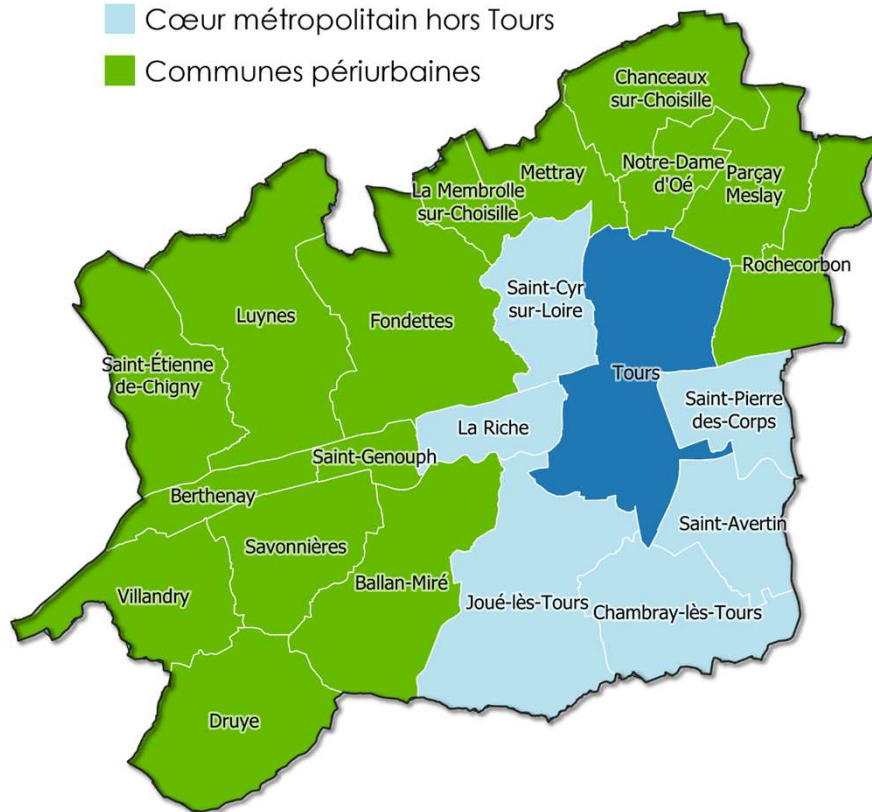 Cœur métropolitain hors Tours
Communes périurbaines
Chanceaux
sur-Choisille
Mettray
Notre-Dame
d'Oé
Parçay
Meslay
La Membrolle
sur-Choisille
Rochecorbon
Saint-Cyr
sur-Loire
Luynes
Fondettes
Saint-Étienne
de-Chigny
Tours
Saint-Pierre
des-Corps
La Riche
Saint-Genouph
Berthenay
Saint-Avertin
Savonnières
Ballan-Miré
Villandry
Joué-lès-Tours
Chambray-lès-Tours
Druye